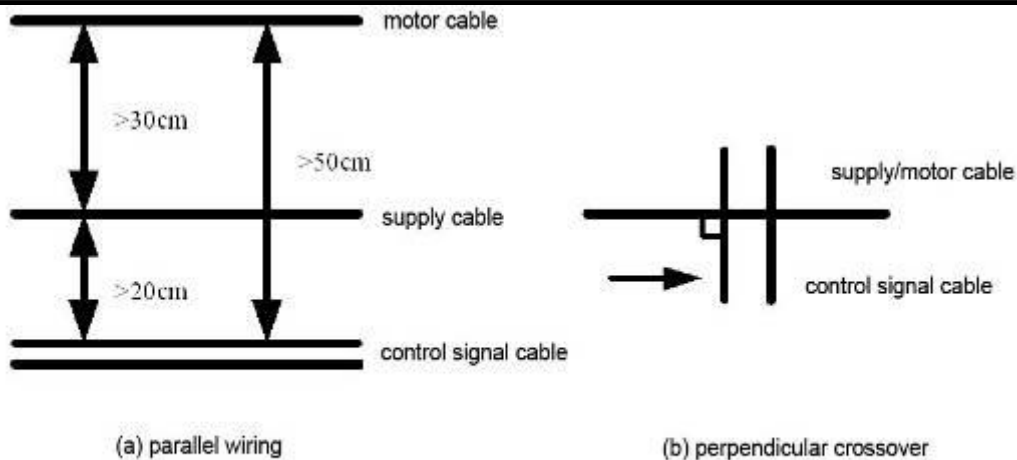 motor cable
>30cm
>50cm
supply cable
>20cm
control signal cable
(a) parallel wiring
supply/motor cable
control signal cable
(b) perpendicular crossover